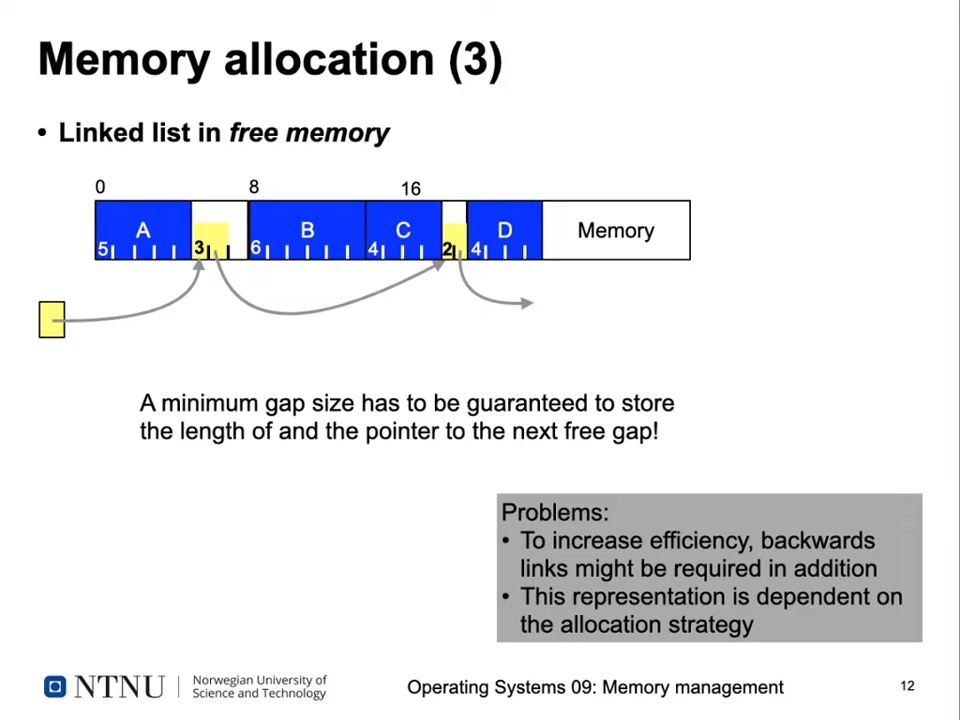 Memory allocation (3)
• Linked list in free memory
0 8 16
A B C D Memory
5 3 6 4 2 4
A minimum gap size has to be guaranteed to store
the length of and the pointer to the next free gap!
Problems:
• To increase efficiency, backwards
links might be required in addition
• This representation is dependent on
the allocation strategy
NTNU
Norwegian University of
Science and Technology
Operating Systems 09: Memory management
12